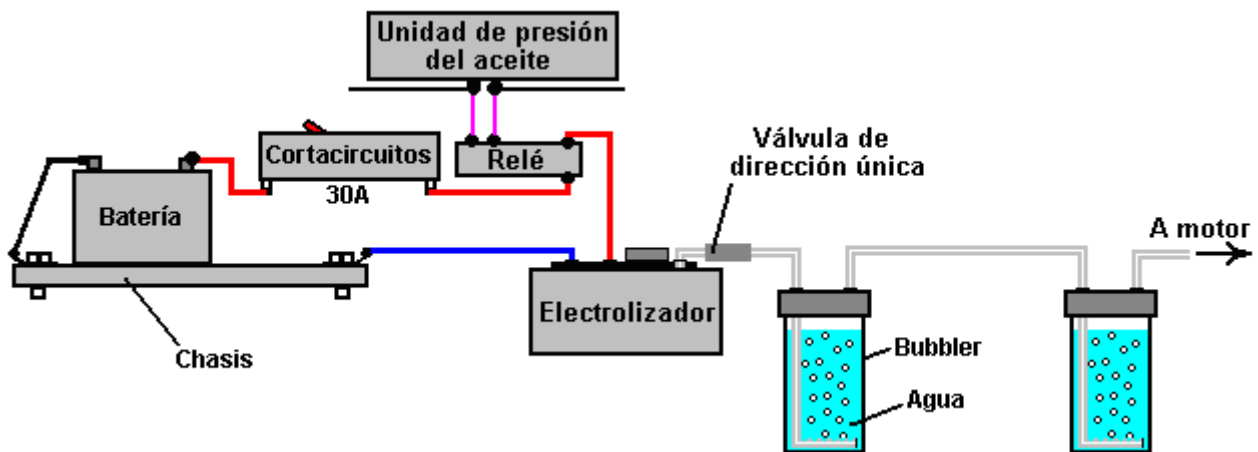 Unidad de presión
del aceite
Cortacircuitos
30A
Relé
Válvula de
dirección única
Batería
A motor
Electrolizador
Chasis
Bubbler
Agua